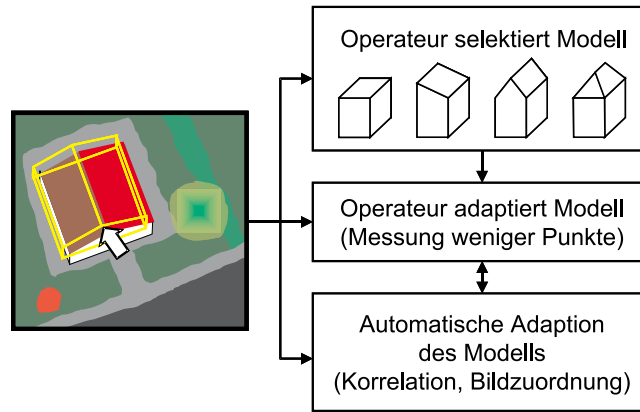 Operateur selektiert Modell
Operateur adaptiert Modell
(Messung weniger Punkte)
Automatische Adaption
des Modells
(Korrelation, Bildzuordnung)